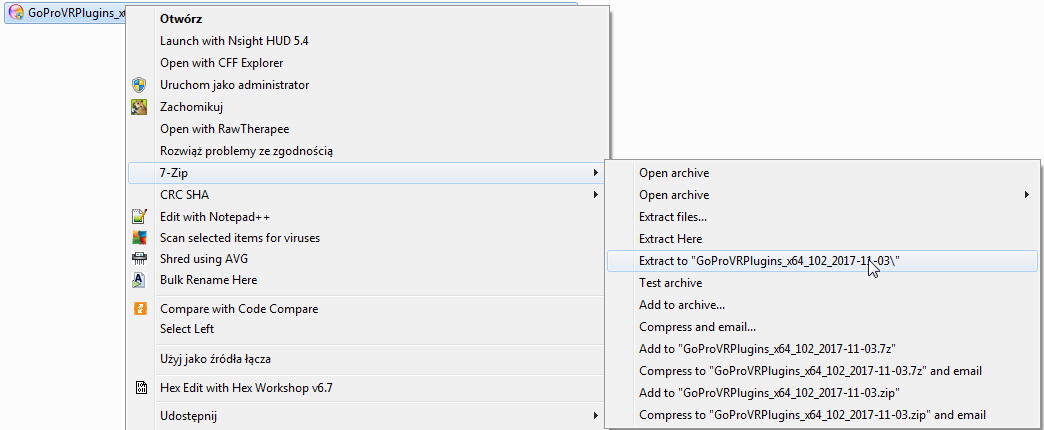 GoProVRPlugins_x6
Otwórz
Launch with Nsight HUD 5.4
Open with CFF Explorer
Uruchom jako administrator
Zachomikuj
Open with RawTherapee
Rozwiąż problemy ze zgodnością
7-Zip
CRC SHA
Edit with Notepad++
Scan selected items for viruses
Shred using AVG
Bulk Rename Here
Compare with Code Compare
Select Left
Użyj jako źródła łącza
Hex Edit with Hex Workshop v6.7
Udostępnij
Open archive
Open archive
Extract files...
Extract Here
Extract to "GoProVRPlugins_x64_102_2017-11-03\"
Test archive
Add to archive...
Compress and email...
Add to "GoProVRPlugins_x64_102_2017-11-03.7z"
Compress to "GoProVRPlugins_x64_102_2017-11-03.7z" and email
Add to "GoProVRPlugins_x64_102_2017-11-03.zip"
Compress to "GoProVRPlugins_x64_102_2017-11-03.zip" and email